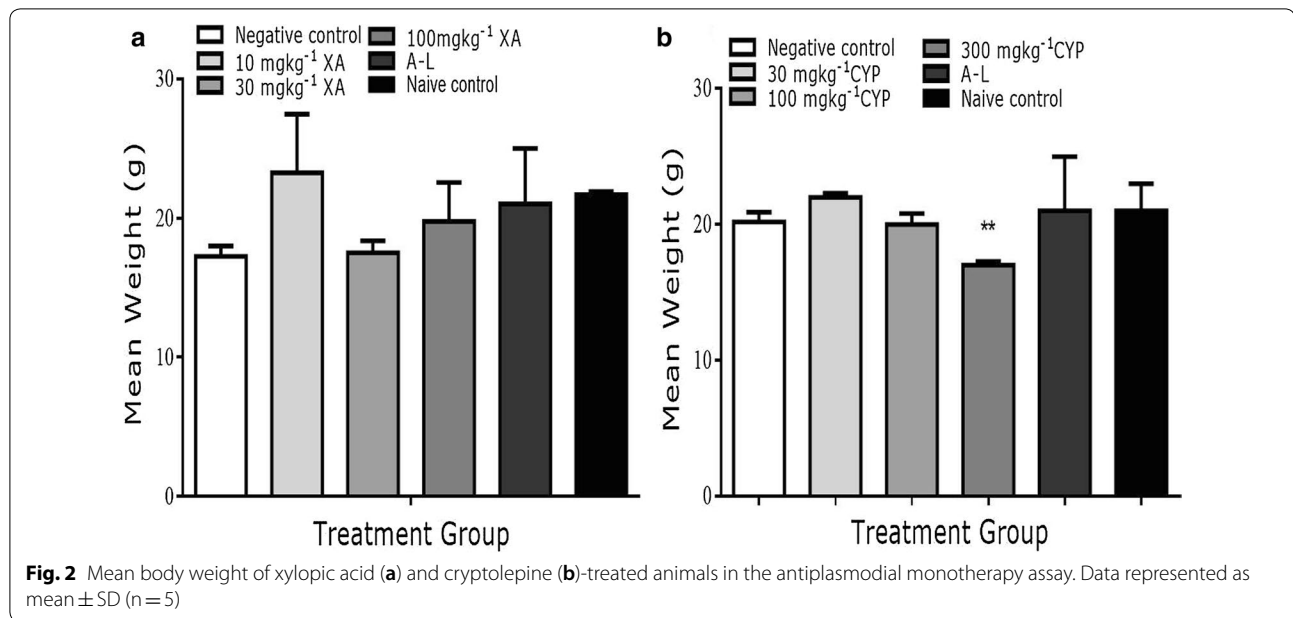 a
Negative control
10 mgkg⁻¹ XA
30 mgkg⁻¹ XA
100mgkg⁻¹ XA
A-L
Naive control
30
20
10
0
Mean Weight (g)
Treatment Group
b
Negative control
30 mgkg⁻¹CYP
100 mgkg⁻¹CYP
300 mgkg⁻¹CYP
A-L
Naive control
30
20
10
0
Mean Weight (g)
**
Treatment Group
Fig. 2 Mean body weight of xylopic acid (a) and cryptolepine (b)-treated animals in the antiplasmodial monotherapy assay. Data represented as
mean ± SD (n = 5)